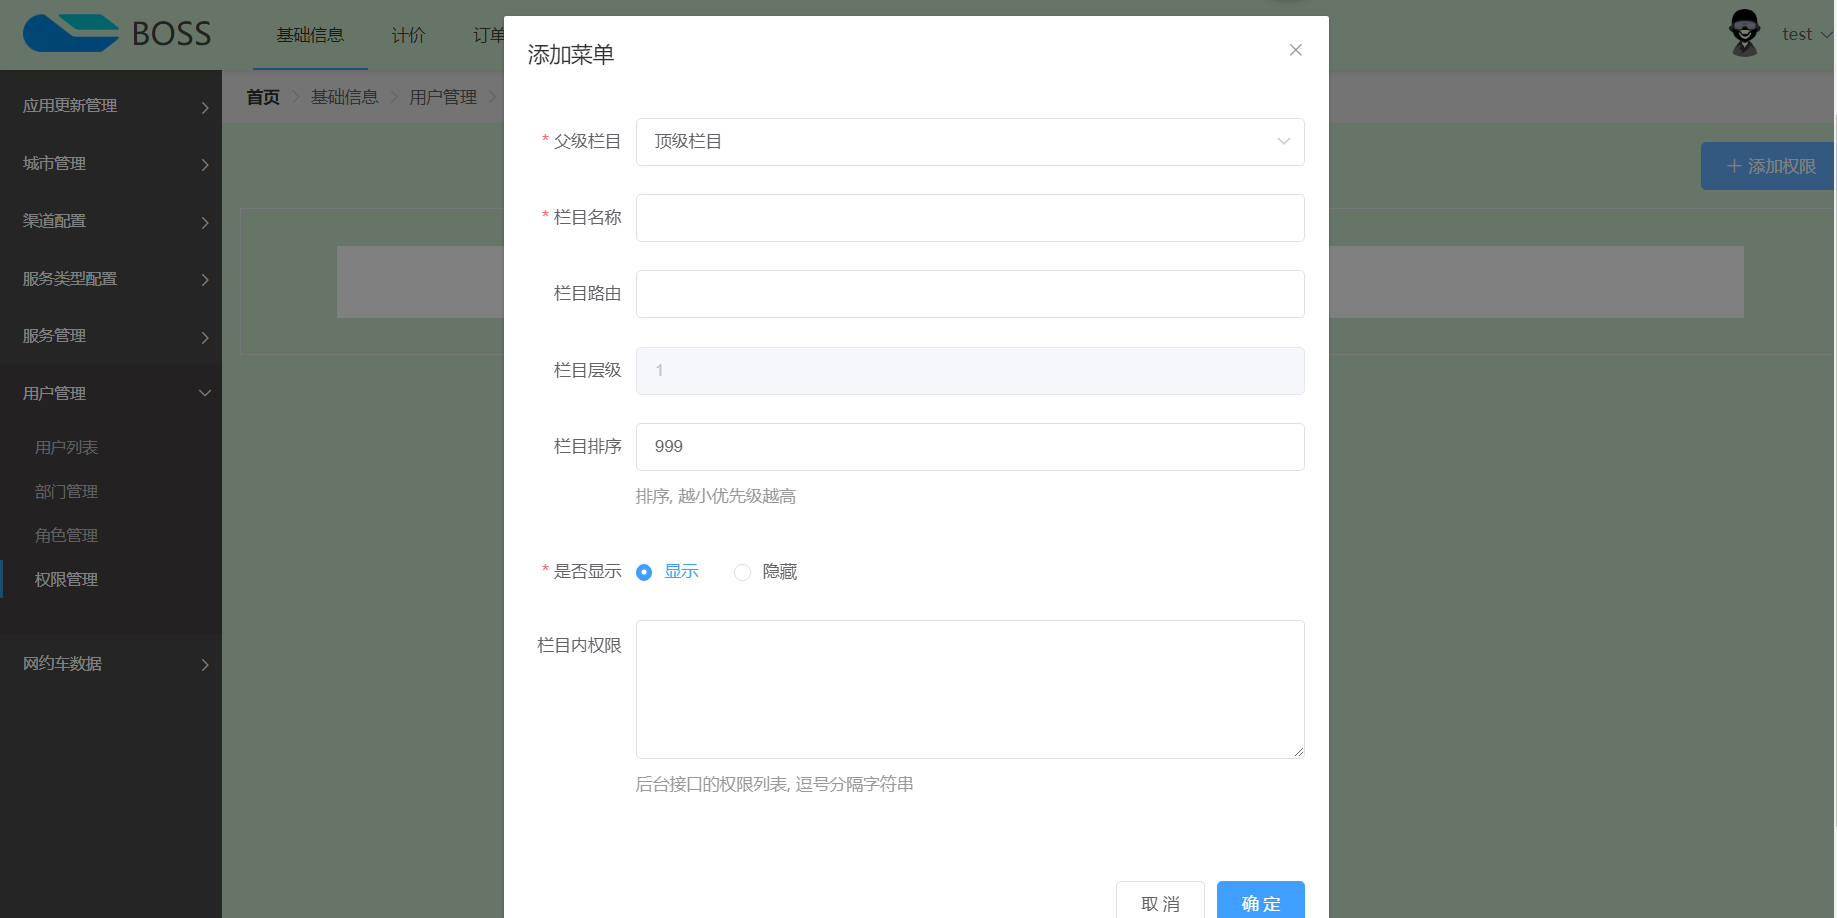 BOSS
基础信息
计价
订单
test
应用更新管理
城市管理
渠道配置
服务类型配置
服务管理
用户管理
用户列表
部门管理
角色管理
权限管理
网约车数据
首页
基础信息
用户管理
+ 添加权限
添加菜单
* 父级栏目
顶级栏目
* 栏目名称
栏目路由
栏目层级
1
栏目排序
999
排序, 越小优先级越高
* 是否显示
显示
隐藏
栏目内权限
后台接口的权限列表, 逗号分隔字符串
取 消
确 定